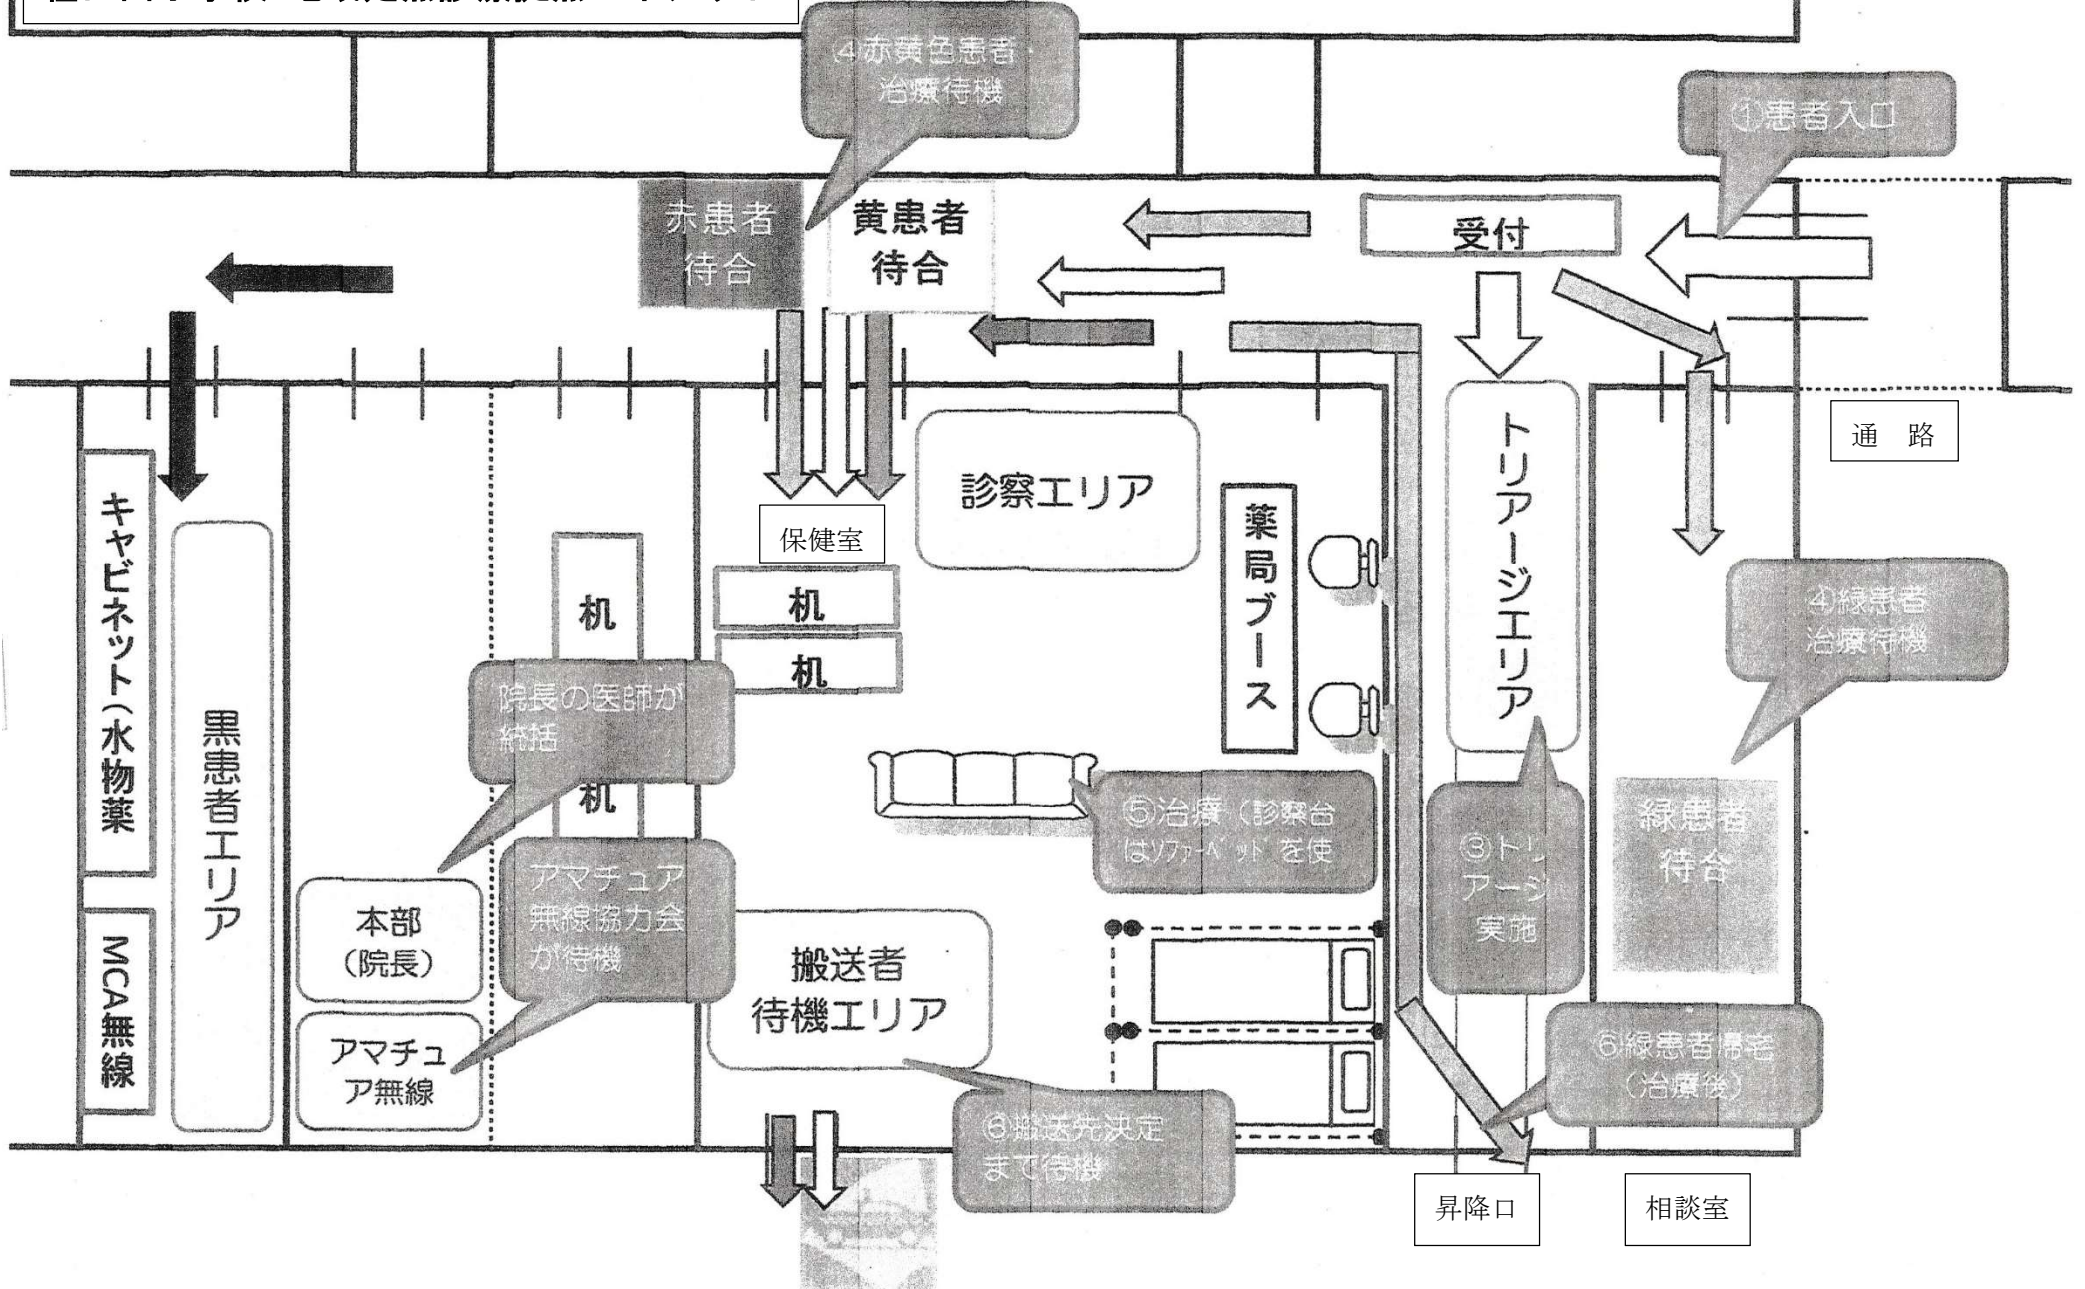 ④赤黄色患者
治療待機
①患者入口
赤患者
待合
黄患者
待合
受付
通 路
診察エリア
保健室
トリアージエリア
キャビネット(水物薬
薬局ブース
机
机
机
④緑患者
治療待機
黒患者エリア
院長の医師が
統括
机
⑤治療(診察台
はソファーベッドを使
③トリ
アージ
実施
緑患者
待合
アマチュア
無線協力会
が待機
本部
(院長)
MCA無線
搬送者
待機エリア
アマチュ
ア無線
⑥緑患者帰宅
(治療後)
⑥搬送先決定
まで待機
昇降口
相談室